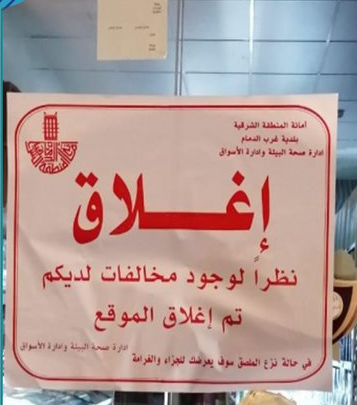 أمانة المنطقة الشرقية
بلدية غرب الدمام
ادارة صحة البيئة وادارة الأسواق
إغلاق
نظراً لوجود مخالفات لديكم
تم إغلاق الموقع
ادارة صحة البيئة وادارة الأسواق
في حالة نزع الملصق سوف يعرضك للجزاء والغرامة